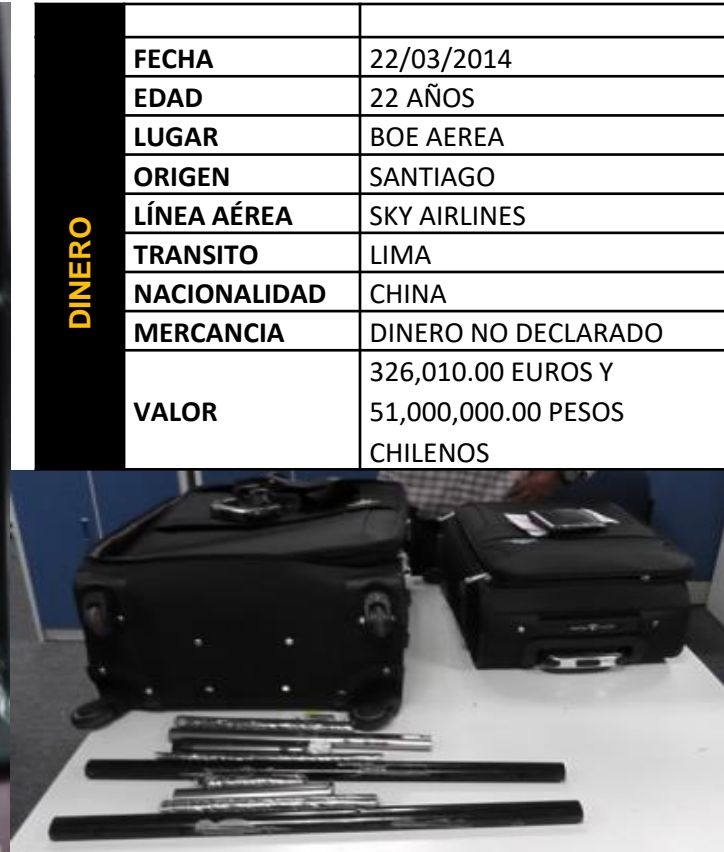 DINERO
FECHA 22/03/2014
EDAD 22 AÑOS
LUGAR BOE AEREA
ORIGEN SANTIAGO
LÍNEA AÉREA SKY AIRLINES
TRANSITO LIMA
NACIONALIDAD CHINA
MERCANCIA DINERO NO DECLARADO
VALOR 326,010.00 EUROS Y
51,000,000.00 PESOS
CHILENOS